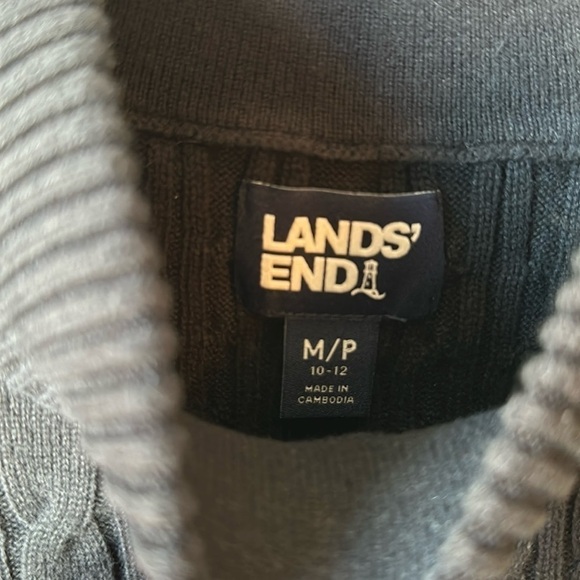 LANDS'
END
M/P
10-12
MADE IN
CAMBODIA